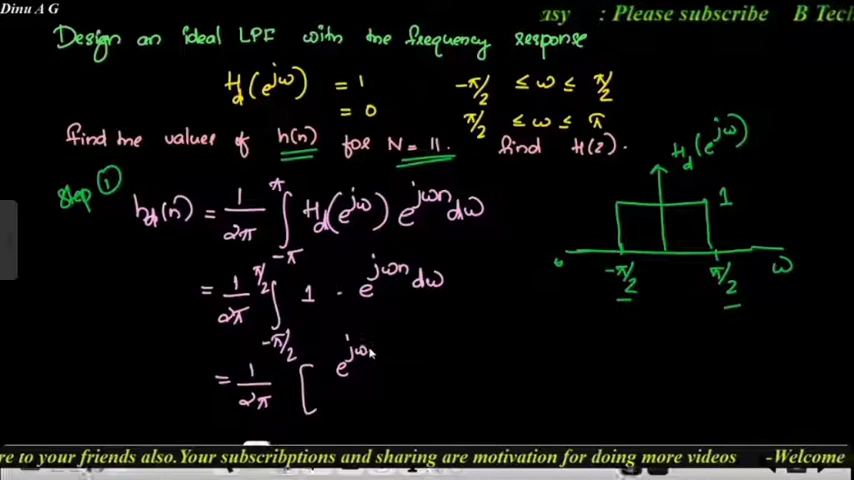 Dinu A G
asy : Please subscribe B Tech
Design an ideal LPF with the frequency response
H_d(e^{jω}) = 1 -π/2 ≤ ω ≤ π/2
= 0 π/2 ≤ ω ≤ π
find the values of h(n) for N = 11. find H(z).
step ①
h_d(n) = 1/2π ∫_{-π}^{π} H_d(e^{jω}) e^{jωn} dω
= 1/2π ∫_{-π/2}^{π/2} 1 · e^{jωn} dω
= 1/2π [ e^{jω
H_d(e^{jω})
1
-π/2 π/2 ω
re to your friends also.Your subscribptions and sharing are motivation for doing more videos -Welcome